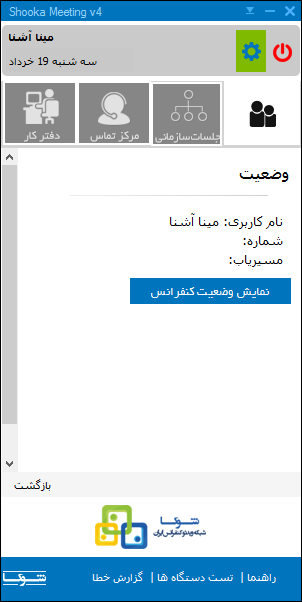 Shooka Meeting v4
مینا آشنا
سه شنبه 19 خرداد
جلسات‌سازمانی
مرکز تماس
دفتر کار
وضعیت
نام کاربری: مینا آشنا
شماره:
مسیریاب:
نمایش وضعیت کنفرانس
بازگشت
شوکا
شبکه ویدئو کنفرانس ایران
راهنما | تست دستگاه ها | گزارش خطا
شوکا